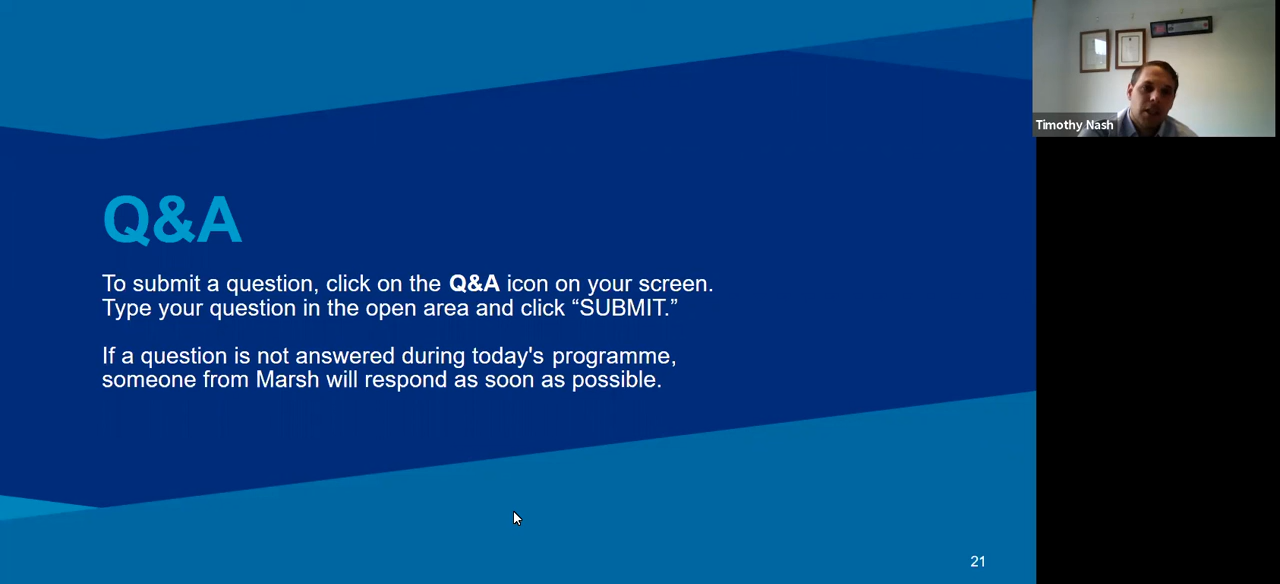 Timothy Nash
Q&A
To submit a question, click on the Q&A icon on your screen.
Type your question in the open area and click “SUBMIT.”
If a question is not answered during today's programme,
someone from Marsh will respond as soon as possible.
21